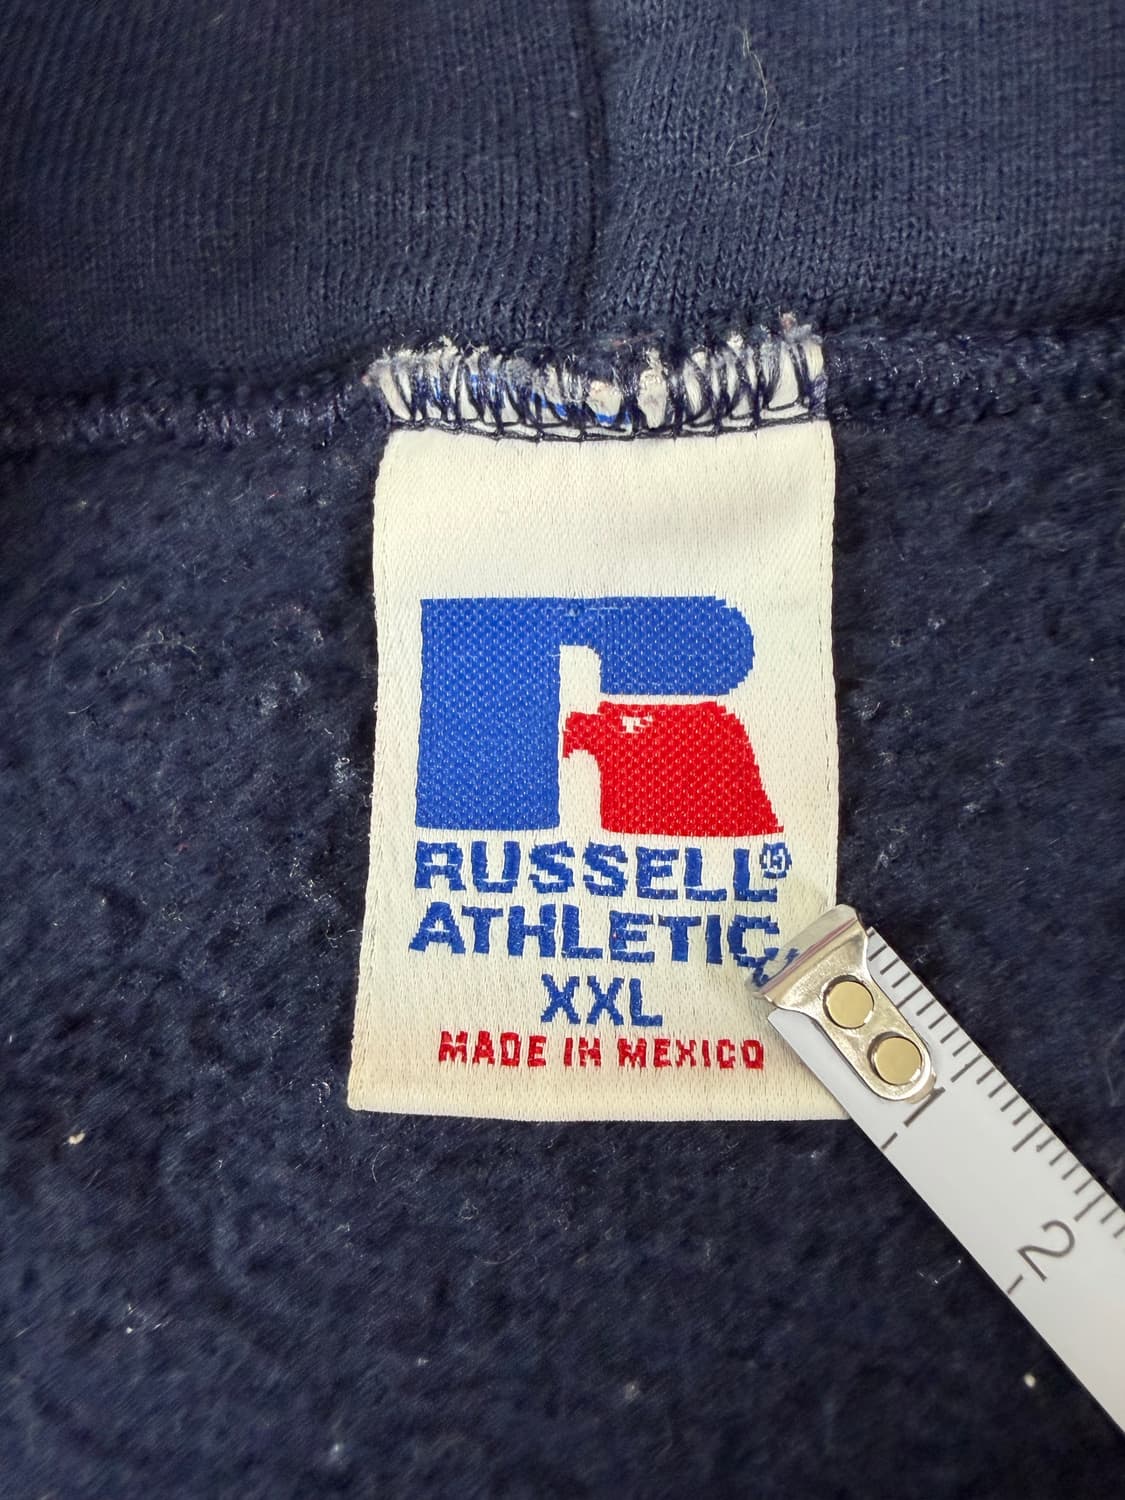 RUSSELL®
ATHLETIC
XXL
MADE IN MEXICO
1
2